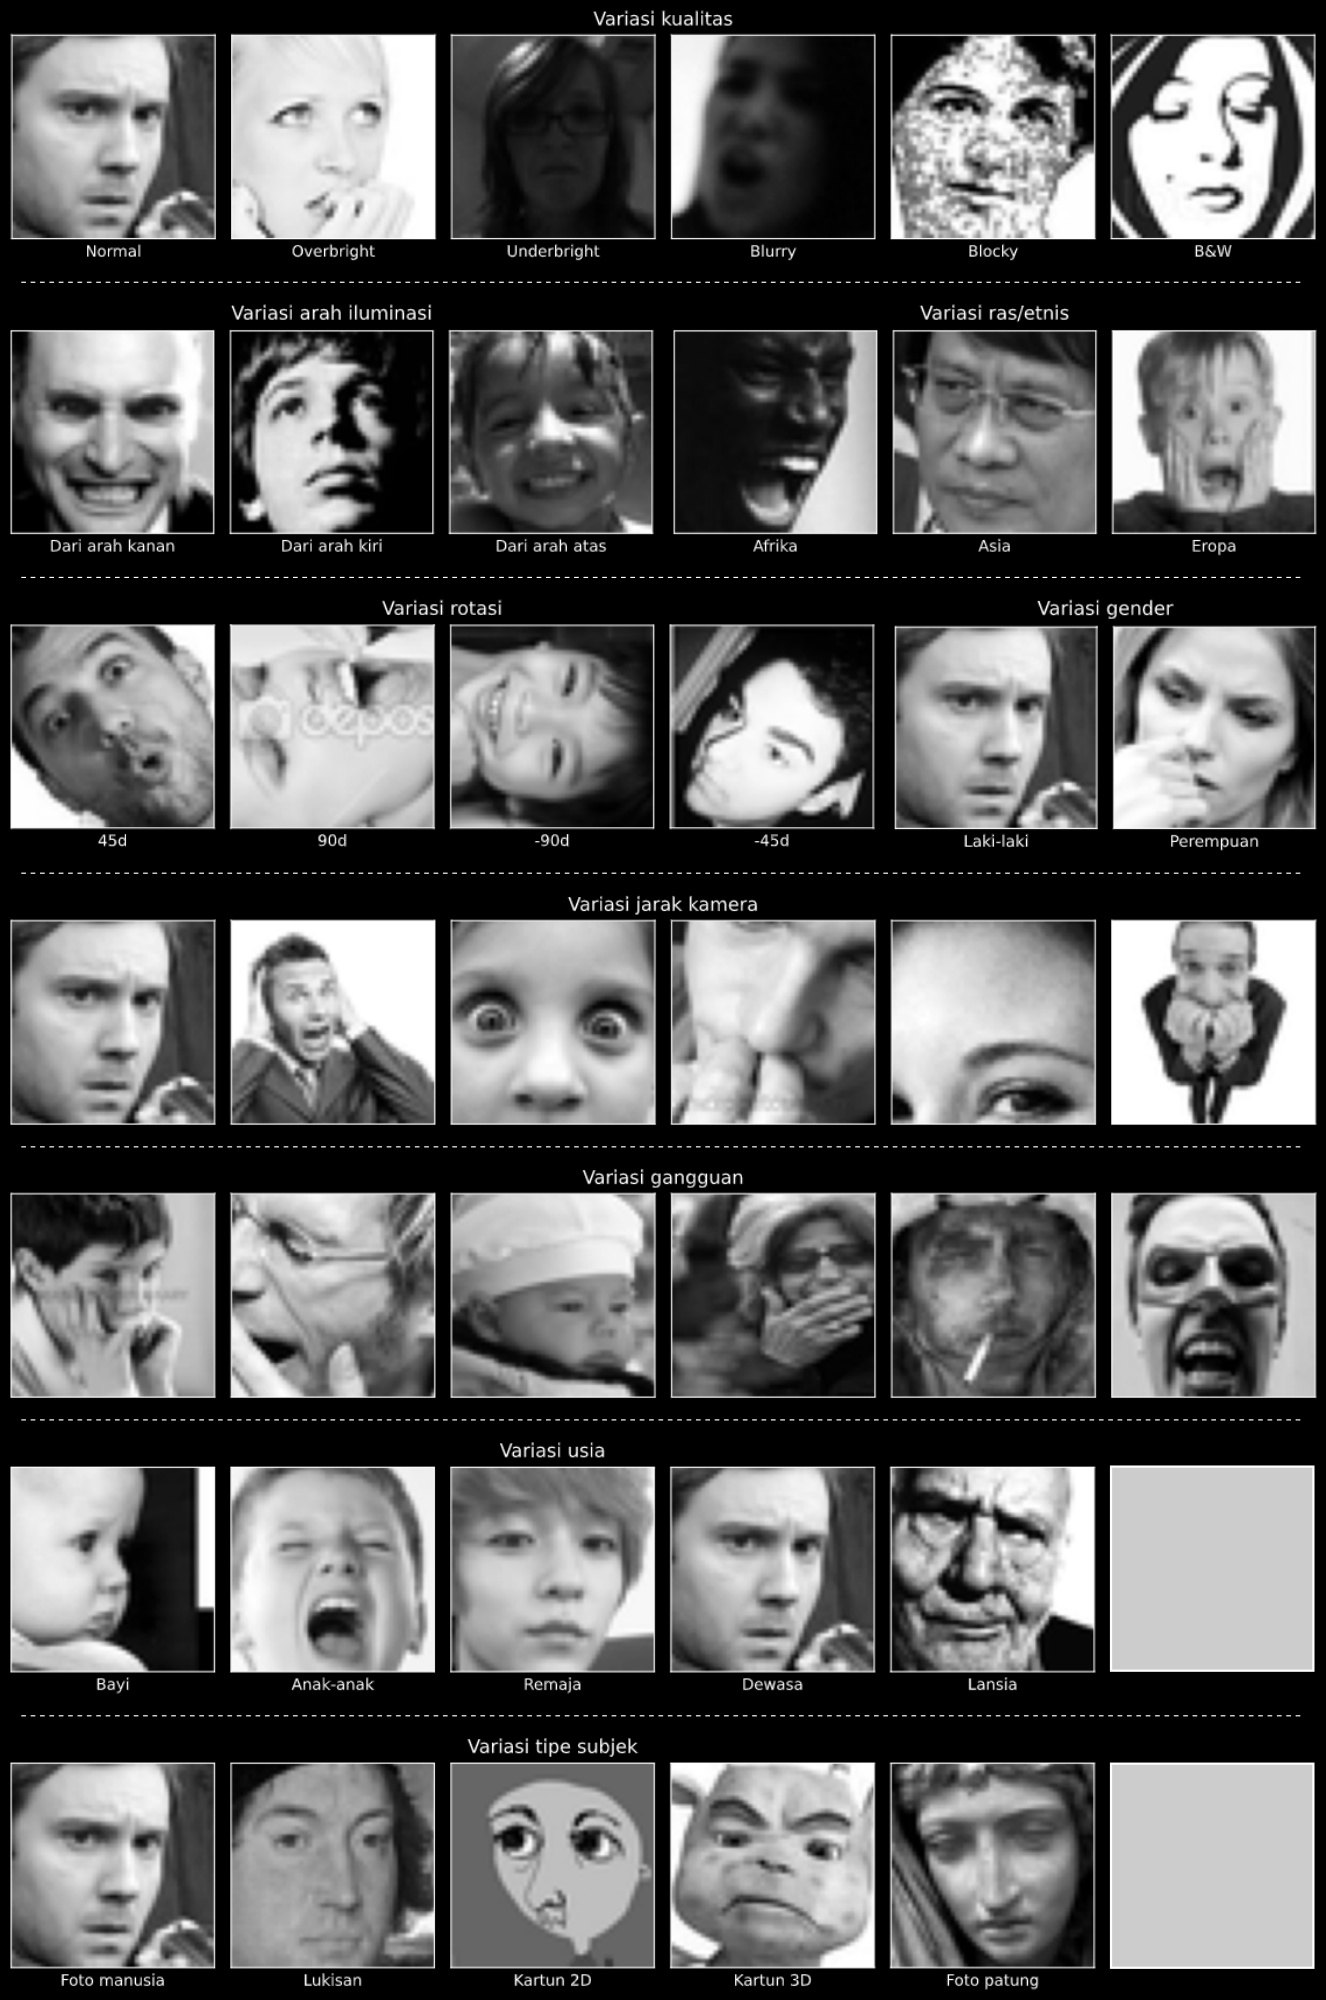 Variasi kualitas
Normal
Overbright
Underbright
Blurry
Blocky
B&W
Variasi arah iluminasi
Variasi ras/etnis
Dari arah kanan
Dari arah kiri
Dari arah atas
Afrika
Asia
Eropa
Variasi rotasi
Variasi gender
depos
45d
90d
-90d
-45d
Laki-laki
Perempuan
Variasi jarak kamera
Variasi gangguan
Variasi usia
Bayi
Anak-anak
Remaja
Dewasa
Lansia
Variasi tipe subjek
Foto manusia
Lukisan
Kartun 2D
Kartun 3D
Foto patung